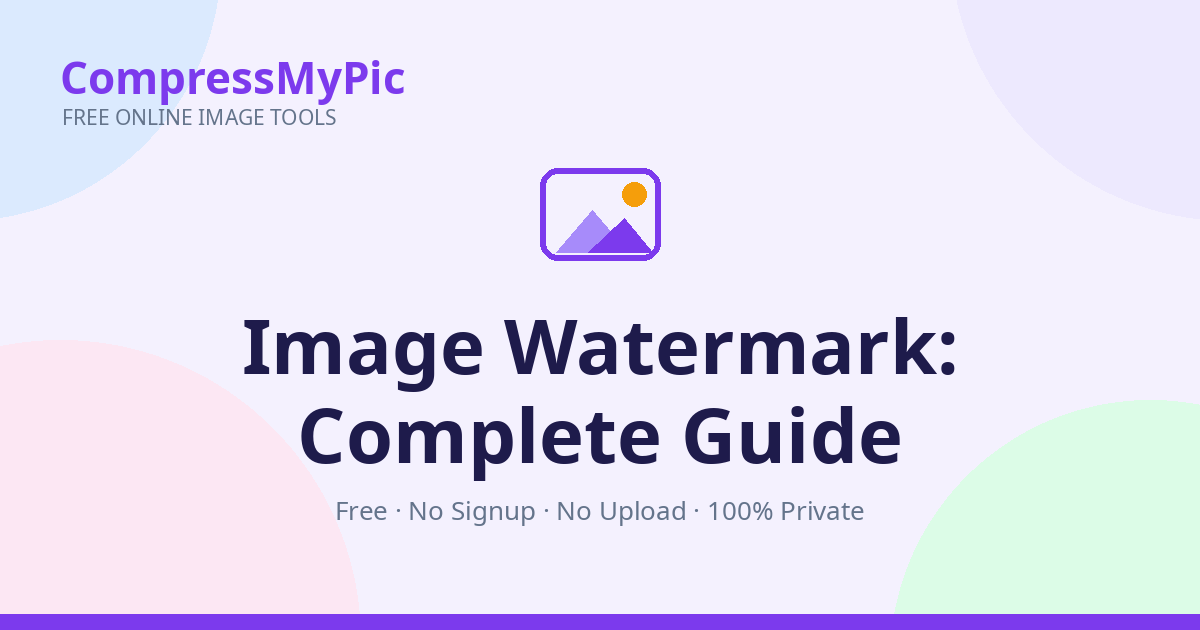 CompressMyPic
FREE ONLINE IMAGE TOOLS
Image Watermark:
Complete Guide
Free · No Signup · No Upload · 100% Private